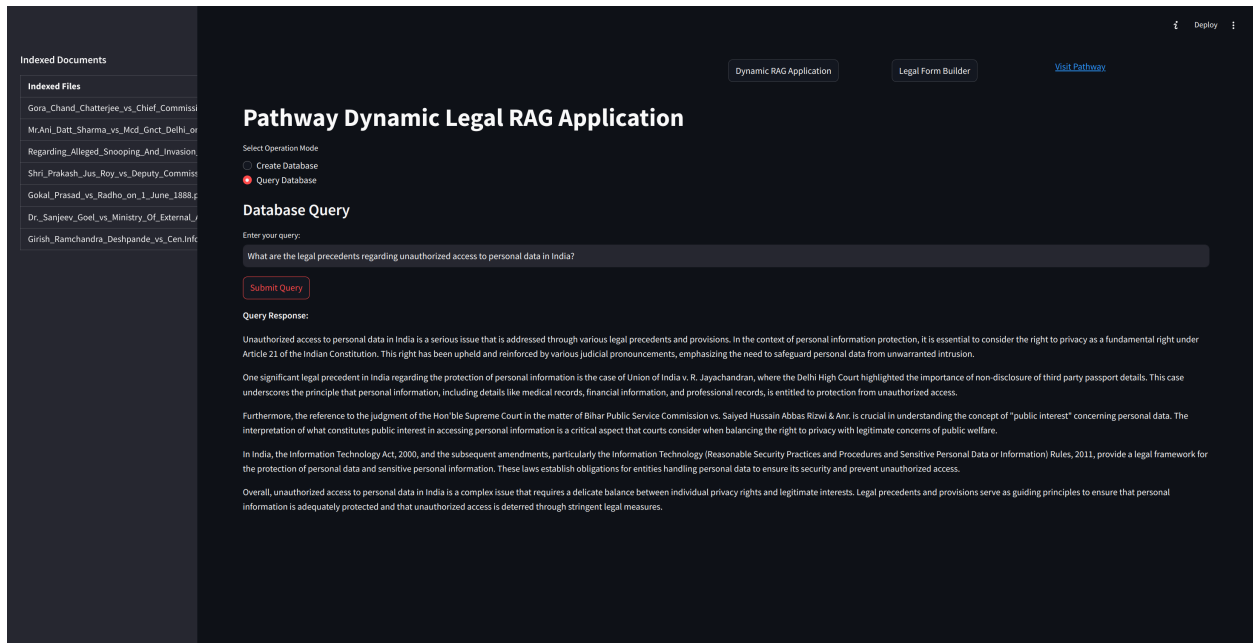 Deploy
Indexed Documents
Indexed Files
Gora_Chand_Chatterjee_vs_Chief_Commissi
Mr.Ani_Datt_Sharma_vs_Mcd_Gnct_Delhi_on
Regarding_Alleged_Snooping_And_Invasion_
Shri_Prakash_Jus_Roy_vs_Deputy_Commiss
Gokal_Prasad_vs_Radho_on_1_June_1888.p
Dr._Sanjeev_Goel_vs_Ministry_Of_External_A
Girish_Ramchandra_Deshpande_vs_Cen.Info
Dynamic RAG Application
Legal Form Builder
Visit Pathway
Pathway Dynamic Legal RAG Application
Select Operation Mode
Create Database
Query Database
Database Query
Enter your query:
What are the legal precedents regarding unauthorized access to personal data in India?
Submit Query
Query Response:
Unauthorized access to personal data in India is a serious issue that is addressed through various legal precedents and provisions. In the context of personal information protection, it is essential to consider the right to privacy as a fundamental right under
Article 21 of the Indian Constitution. This right has been upheld and reinforced by various judicial pronouncements, emphasizing the need to safeguard personal data from unwarranted intrusion.
One significant legal precedent in India regarding the protection of personal information is the case of Union of India v. R. Jayachandran, where the Delhi High Court highlighted the importance of non-disclosure of third party passport details. This case
underscores the principle that personal information, including details like medical records, financial information, and professional records, is entitled to protection from unauthorized access.
Furthermore, the reference to the judgment of the Hon'ble Supreme Court in the matter of Bihar Public Service Commission vs. Saiyed Hussain Abbas Rizwi & Anr. is crucial in understanding the concept of "public interest" concerning personal data. The
interpretation of what constitutes public interest in accessing personal information is a critical aspect that courts consider when balancing the right to privacy with legitimate concerns of public welfare.
In India, the Information Technology Act, 2000, and the subsequent amendments, particularly the Information Technology (Reasonable Security Practices and Procedures and Sensitive Personal Data or Information) Rules, 2011, provide a legal framework for
the protection of personal data and sensitive personal information. These laws establish obligations for entities handling personal data to ensure its security and prevent unauthorized access.
Overall, unauthorized access to personal data in India is a complex issue that requires a delicate balance between individual privacy rights and legitimate interests. Legal precedents and provisions serve as guiding principles to ensure that personal
information is adequately protected and that unauthorized access is deterred through stringent legal measures.